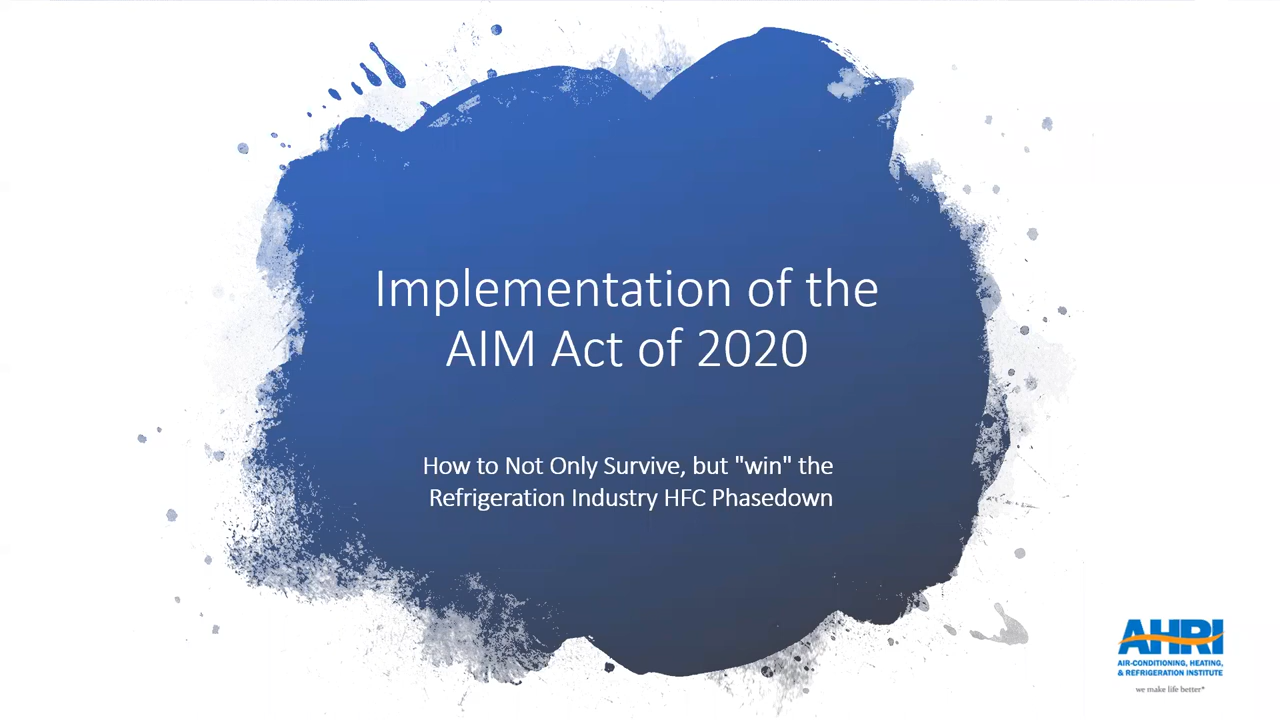 Implementation of the
AIM Act of 2020
How to Not Only Survive, but "win" the
Refrigeration Industry HFC Phasedown
AHRI
AIR-CONDITIONING, HEATING,
& REFRIGERATION INSTITUTE
we make life better*